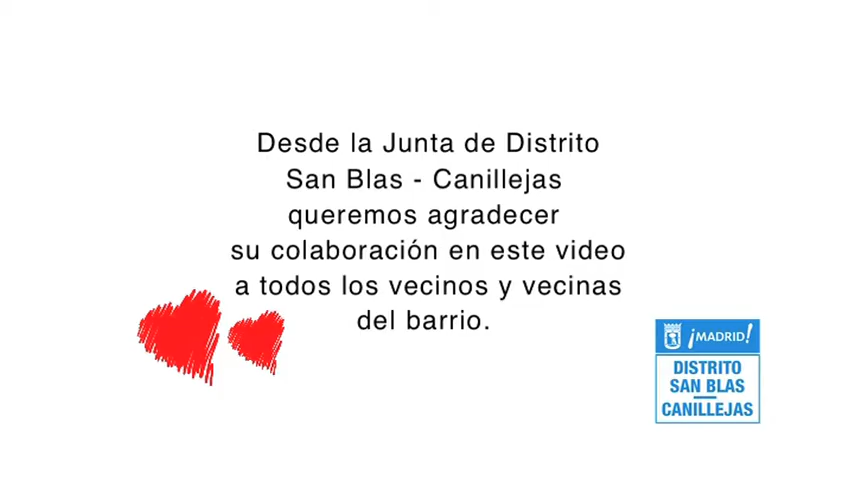 Desde la Junta de Distrito
San Blas - Canillejas
queremos agradecer
su colaboración en este video
a todos los vecinos y vecinas
del barrio.
¡MADRID!
DISTRITO
SAN BLAS
CANILLEJAS